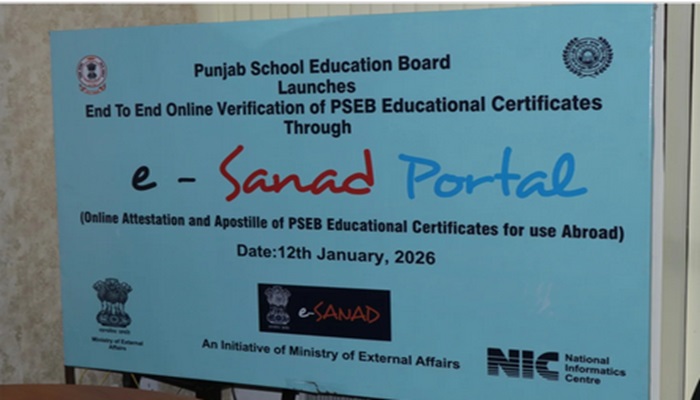 Punjab School Education Board
Launches
End To End Online Verification of PSEB Educational Certificates
Through
e - Sanad Portal
(Online Attestation and Apostille of PSEB Educational Certificates for use Abroad)
Date:12th January, 2026
Ministry of External
Affairs
e-SANAD
An Initiative of Ministry of External Affairs
NIC
National
Informatics
Centre